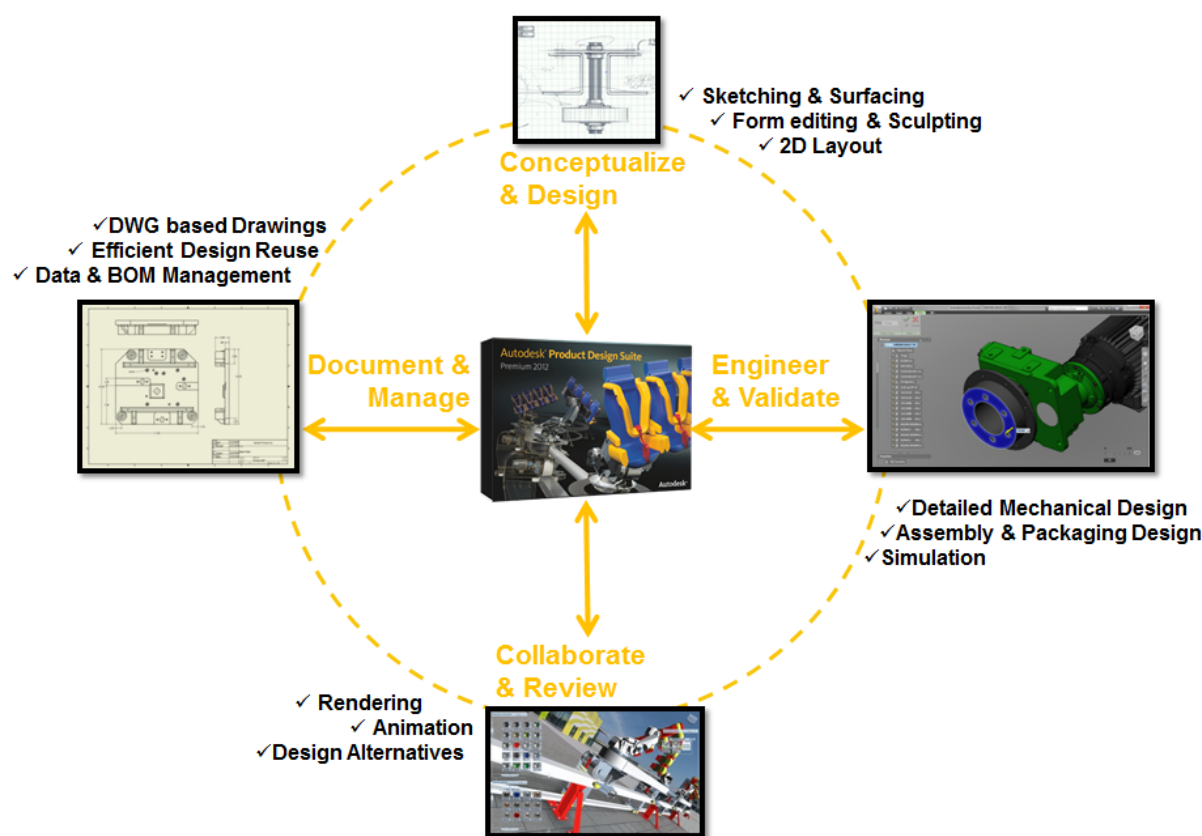 ✓ Sketching & Surfacing
✓ Form editing & Sculpting
✓ 2D Layout
Conceptualize
& Design
✓DWG based Drawings
✓ Efficient Design Reuse
✓ Data & BOM Management
Document &
Manage
Autodesk® Product Design Suite
Premium 2012
Autodesk®
Engineer
& Validate
✓Detailed Mechanical Design
✓Assembly & Packaging Design
✓Simulation
Collaborate
& Review
✓ Rendering
✓ Animation
✓Design Alternatives